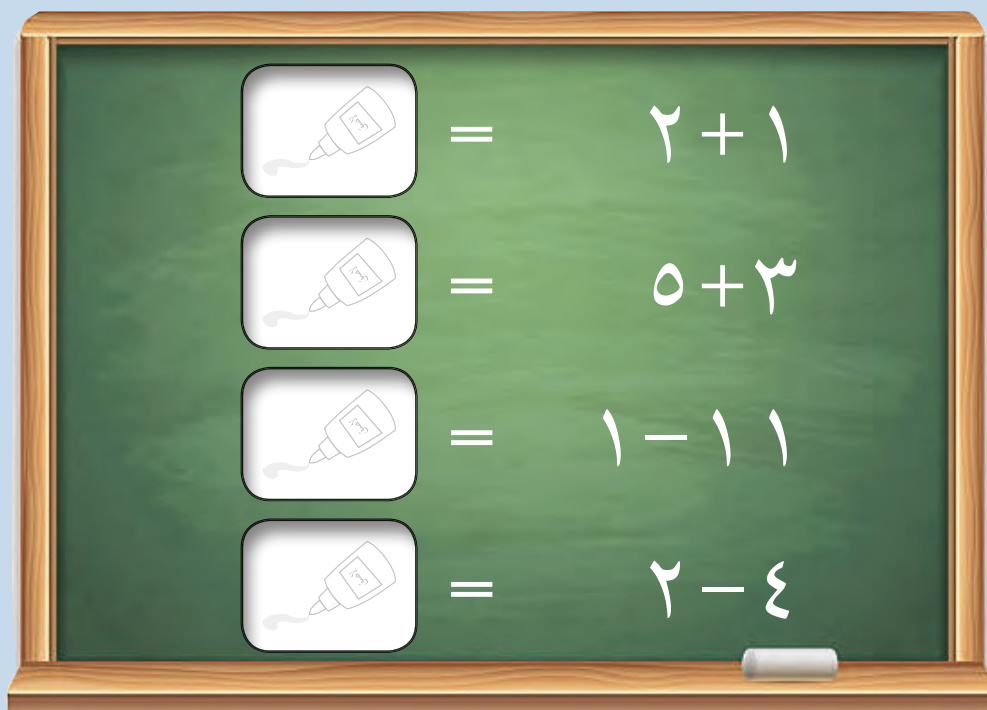 ١ + ٢ =
٣ + ٥ =
١١ − ١ =
٤ − ٢ =